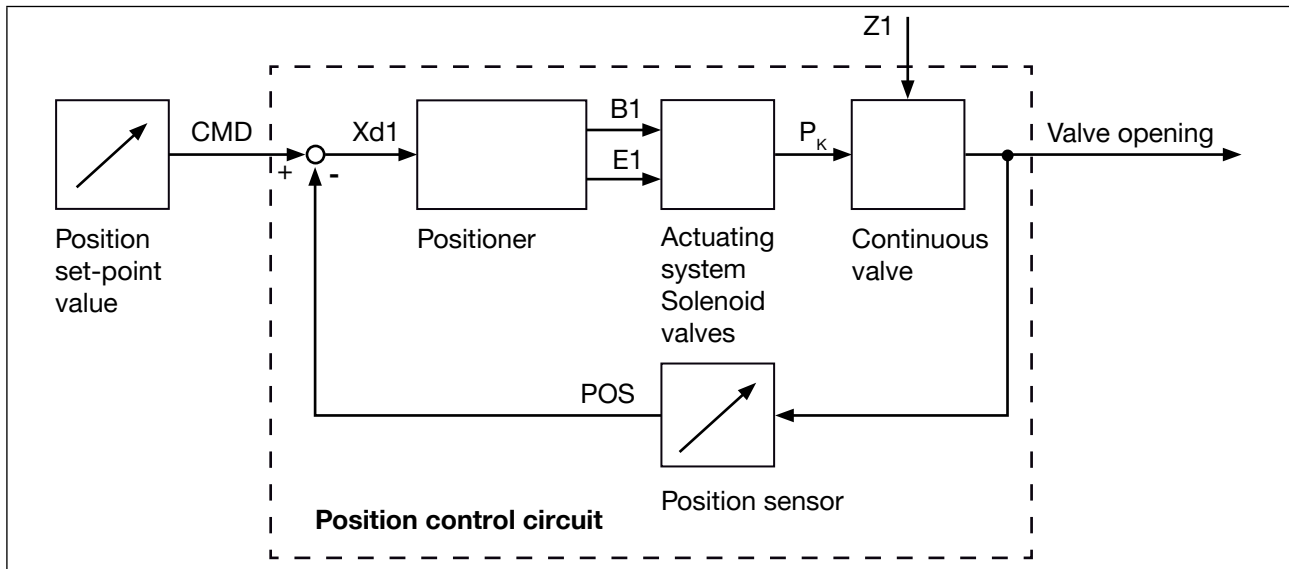 Z1
CMD
Xd1
B1
E1
P_K
Valve opening
+
-
Position
set-point
value
Positioner
Actuating
system
Solenoid
valves
Continuous
valve
POS
Position sensor
Position control circuit